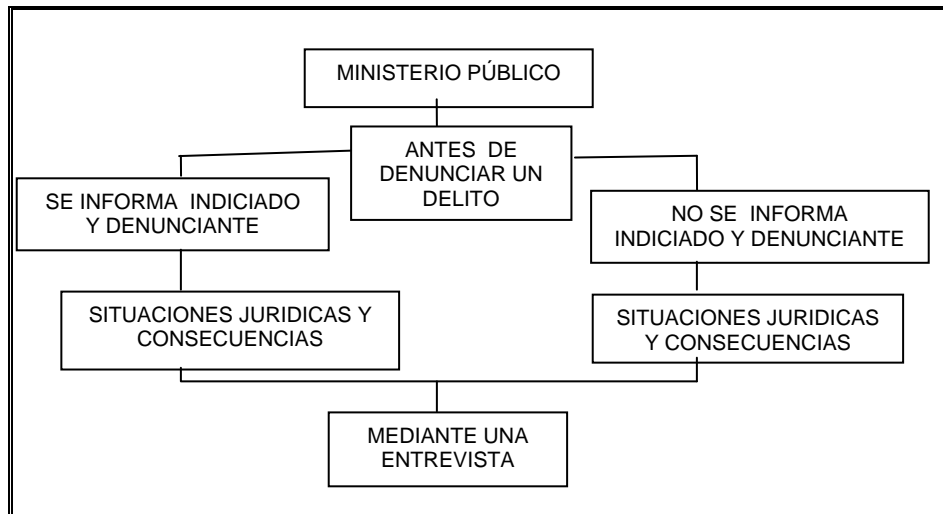 MINISTERIO PÚBLICO
ANTES DE
DENUNCIAR UN
DELITO
SE INFORMA INDICIADO
Y DENUNCIANTE
NO SE INFORMA
INDICIADO Y DENUNCIANTE
SITUACIONES JURIDICAS Y
CONSECUENCIAS
SITUACIONES JURIDICAS
Y CONSECUENCIAS
MEDIANTE UNA
ENTREVISTA